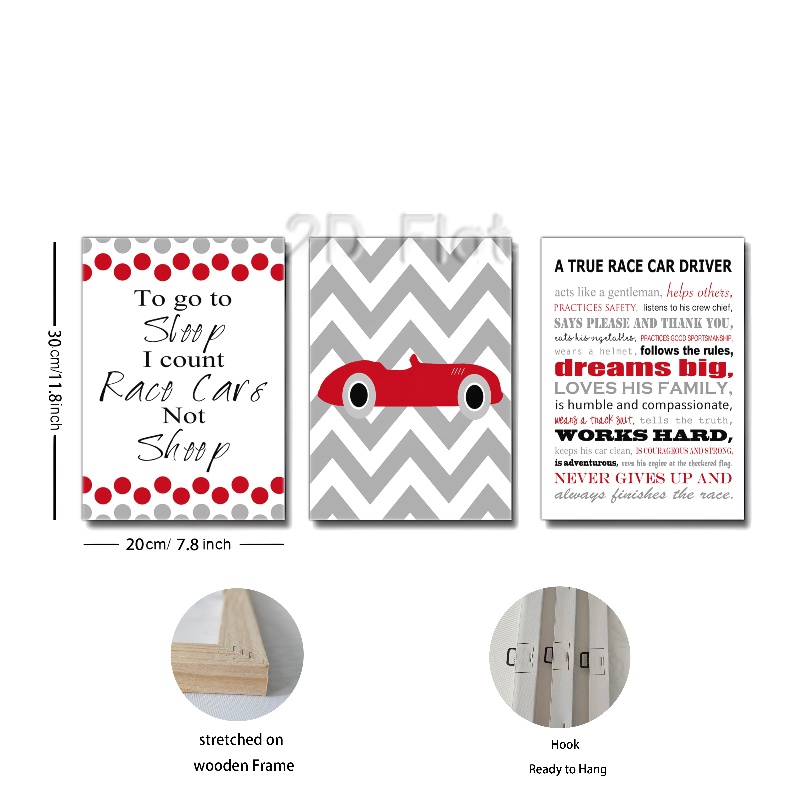 2D Flat
To go to
Sleep
I count
Race Cars
Not
Sheep
A TRUE RACE CAR DRIVER
acts like a gentleman, helps others,
PRACTICES SAFETY, listens to his crew chief,
SAYS PLEASE AND THANK YOU,
eats his vegetables, PRACTICES GOOD SPORTSMANSHIP,
wears a helmet, follows the rules,
dreams big,
LOVES HIS FAMILY,
is humble and compassionate,
wears a track suit, tells the truth,
WORKS HARD,
keeps his car clean, IS COURAGEOUS AND STRONG,
is adventurous, revs his engine at the checkered flag,
NEVER GIVES UP AND
always finishes the race.
30cm/11.8inch
20cm/ 7.8 inch
stretched on
wooden Frame
Hook
Ready to Hang